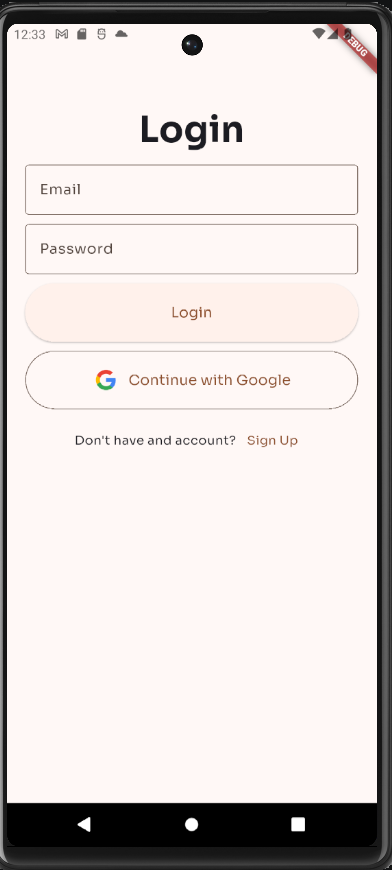 12:33
DEBUG
Login
Email
Password
Login
Continue with Google
Don't have and account? Sign Up